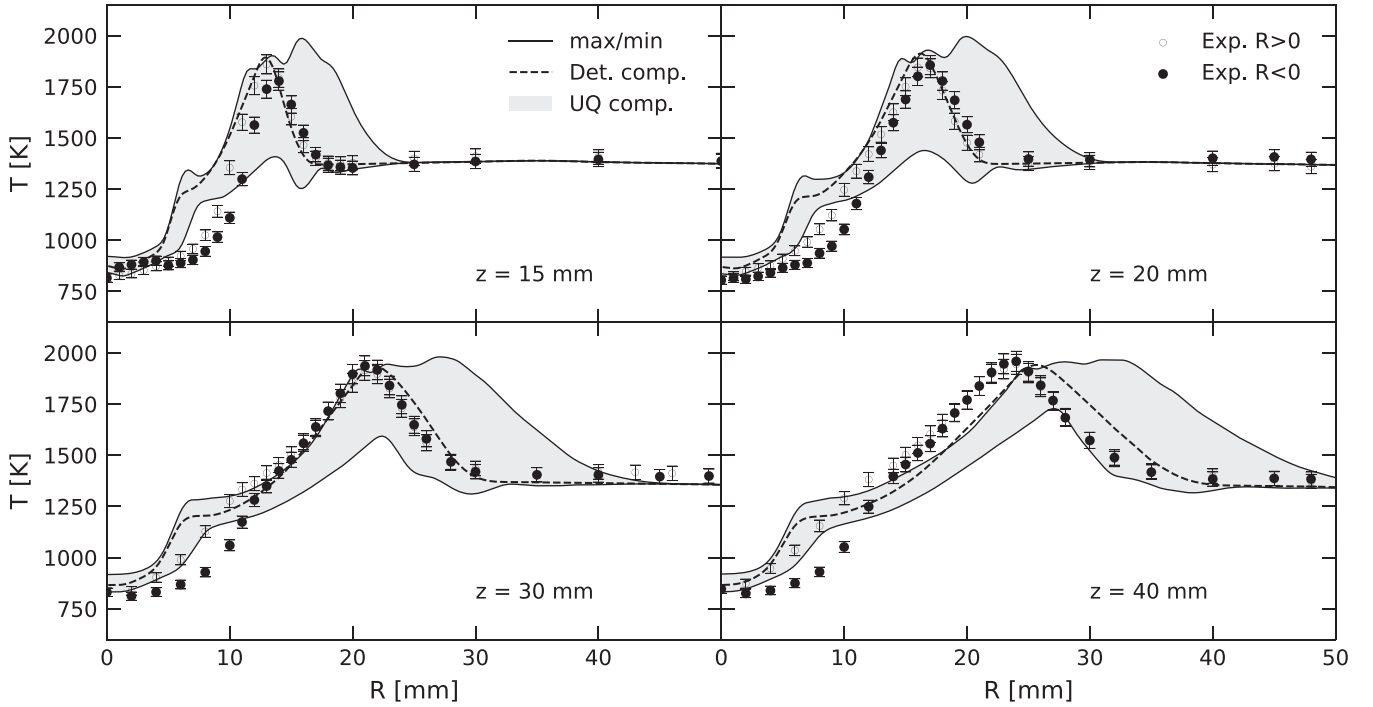 2000
1750
1500
1250
1000
750
T [K]
max/min
Det. comp.
UQ comp.
z = 15 mm
Exp. R>0
Exp. R<0
z = 20 mm
2000
1750
1500
1250
1000
750
T [K]
z = 30 mm
z = 40 mm
0 10 20 30 40 0 10 20 30 40 50
R [mm] R [mm]